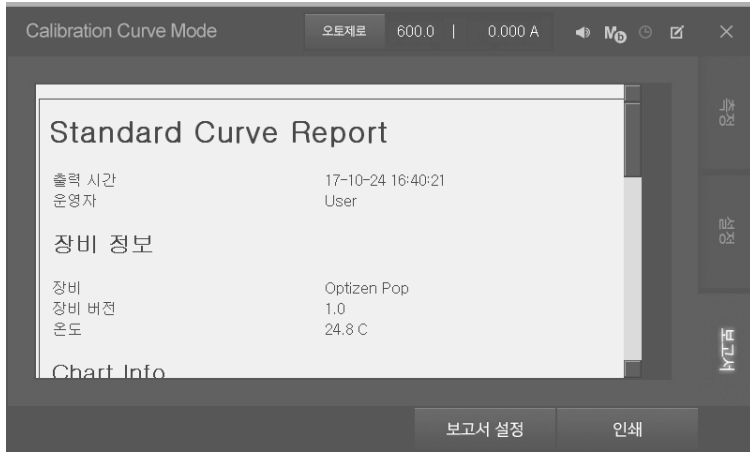 Calibration Curve Mode 오토제로 600.0 | 0.000 A
Standard Curve Report
출력 시간 17-10-24 16:40:21
운영자 User
장비 정보
장비 Optizen Pop
장비 버전 1.0
온도 24.8 C
Chart Info
측정
설정
보고서
보고서 설정 인쇄